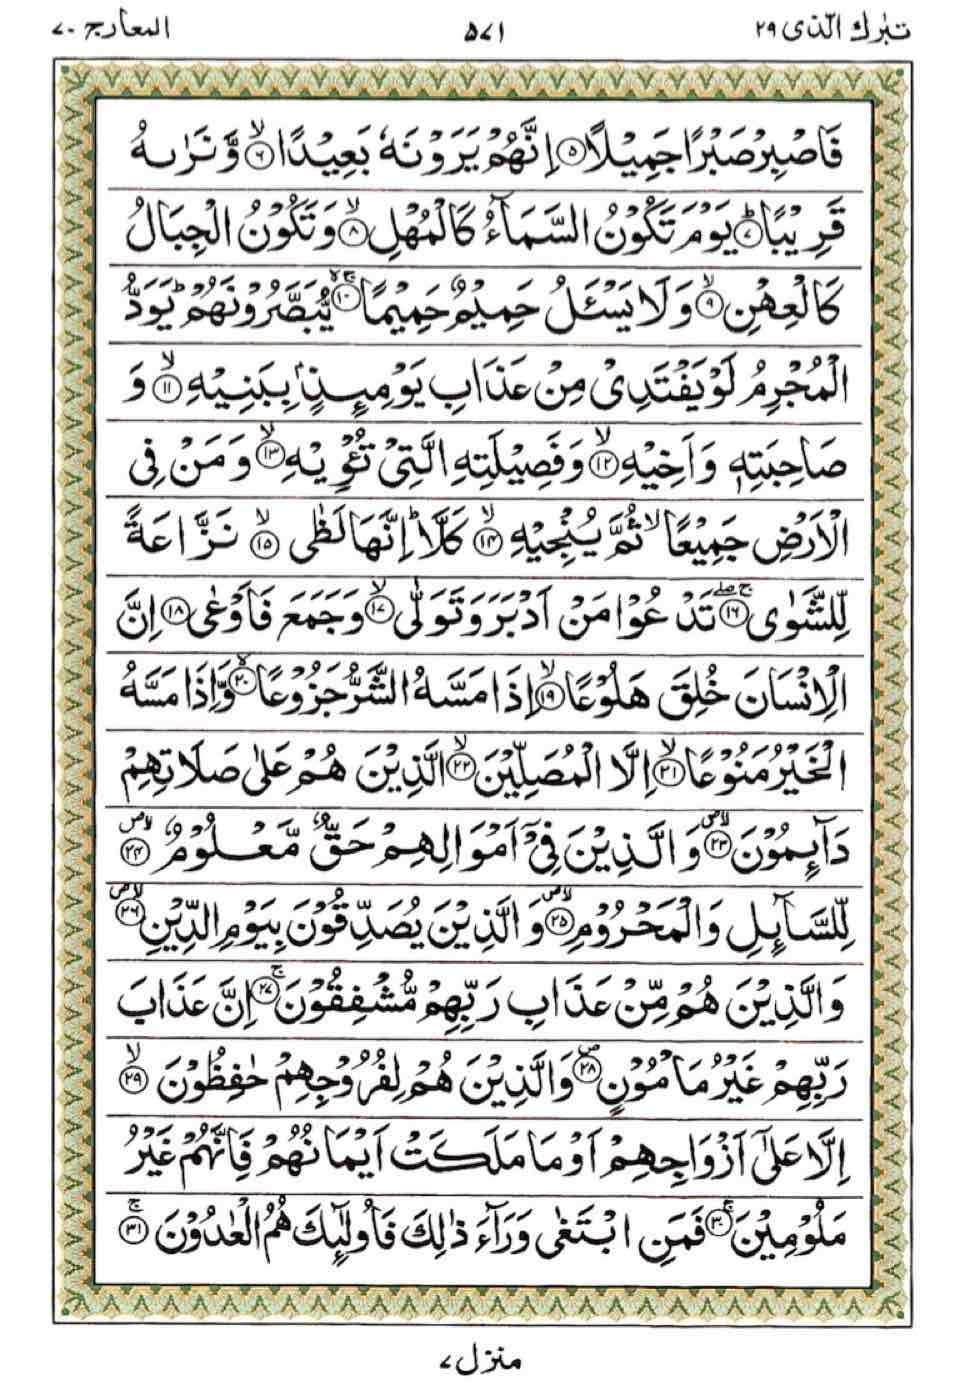 تبٰرك الّذى ٢٩
٥٧١
المعارج ٧٠
فَاصْبِرْ صَبْرًا جَمِيْلًا ﴿٥﴾ اِنَّهُمْ يَرَوْنَهٗ بَعِيْدًا ۙ﴿٦﴾ وَّنَرٰىهُ
قَرِيْبًا ؕ﴿٧﴾ يَوْمَ تَكُوْنُ السَّمَآءُ كَالْمُهْلِ ۙ﴿٨﴾ وَتَكُوْنُ الْجِبَالُ
كَالْعِهْنِ ۙ﴿٩﴾ وَلَا يَسْـَٔلُ حَمِيْمٌ حَمِيْمًا ۚۖ﴿١٠﴾ يُّبَصَّرُوْنَهُمْ ؕ يَوَدُّ
الْمُجْرِمُ لَوْ يَفْتَدِىْ مِنْ عَذَابِ يَوْمِئِذٍۭ بِبَنِيْهِ ۙ﴿١١﴾ وَ
صَاحِبَتِهٖ وَاَخِيْهِ ۙ﴿١٢﴾ وَفَصِيْلَتِهِ الَّتِىْ تُـْٔوِيْهِ ۙ﴿١٣﴾ وَمَنْ فِى
الْاَرْضِ جَمِيْعًا ۙ ثُمَّ يُنْجِيْهِ ۙ﴿١٤﴾ كَلَّا ؕ اِنَّهَا لَظٰى ۙ﴿١٥﴾ نَزَّاعَةً
لِّلشَّوٰى ۚۖ﴿١٦﴾ تَدْعُوْا مَنْ اَدْبَرَ وَتَوَلّٰى ۙ﴿١٧﴾ وَجَمَعَ فَاَوْعٰى ﴿١٨﴾ اِنَّ
الْاِنْسَانَ خُلِقَ هَلُوْعًا ۙ﴿١٩﴾ اِذَا مَسَّهُ الشَّرُّ جَزُوْعًا ۙ﴿٢٠﴾ وَّاِذَا مَسَّهُ
الْخَيْرُ مَنُوْعًا ۙ﴿٢١﴾ اِلَّا الْمُصَلِّيْنَ ۙ﴿٢٢﴾ الَّذِيْنَ هُمْ عَلٰى صَلَاتِهِمْ
دَآئِمُوْنَ ۪ۙ﴿٢٣﴾ وَالَّذِيْنَ فِىْٓ اَمْوَالِهِمْ حَقٌّ مَّعْلُوْمٌ ۪ۙ﴿٢٤﴾
لِّلسَّآئِلِ وَالْمَحْرُوْمِ ۪ۙ﴿٢٥﴾ وَالَّذِيْنَ يُصَدِّقُوْنَ بِيَوْمِ الدِّيْنِ ۪ۙ﴿٢٦﴾
وَالَّذِيْنَ هُمْ مِّنْ عَذَابِ رَبِّهِمْ مُّشْفِقُوْنَ ۚ﴿٢٧﴾ اِنَّ عَذَابَ
رَبِّهِمْ غَيْرُ مَاْمُوْنٍ ۪﴿٢٨﴾ وَالَّذِيْنَ هُمْ لِفُرُوْجِهِمْ حٰفِظُوْنَ ۙ﴿٢٩﴾
اِلَّا عَلٰٓى اَزْوَاجِهِمْ اَوْ مَا مَلَكَتْ اَيْمَانُهُمْ فَاِنَّهُمْ غَيْرُ
مَلُوْمِيْنَ ۚ﴿٣٠﴾ فَمَنِ ابْتَغٰى وَرَآءَ ذٰلِكَ فَاُولٰٓئِكَ هُمُ الْعٰدُوْنَ ۚ﴿٣١﴾
منزل ٧